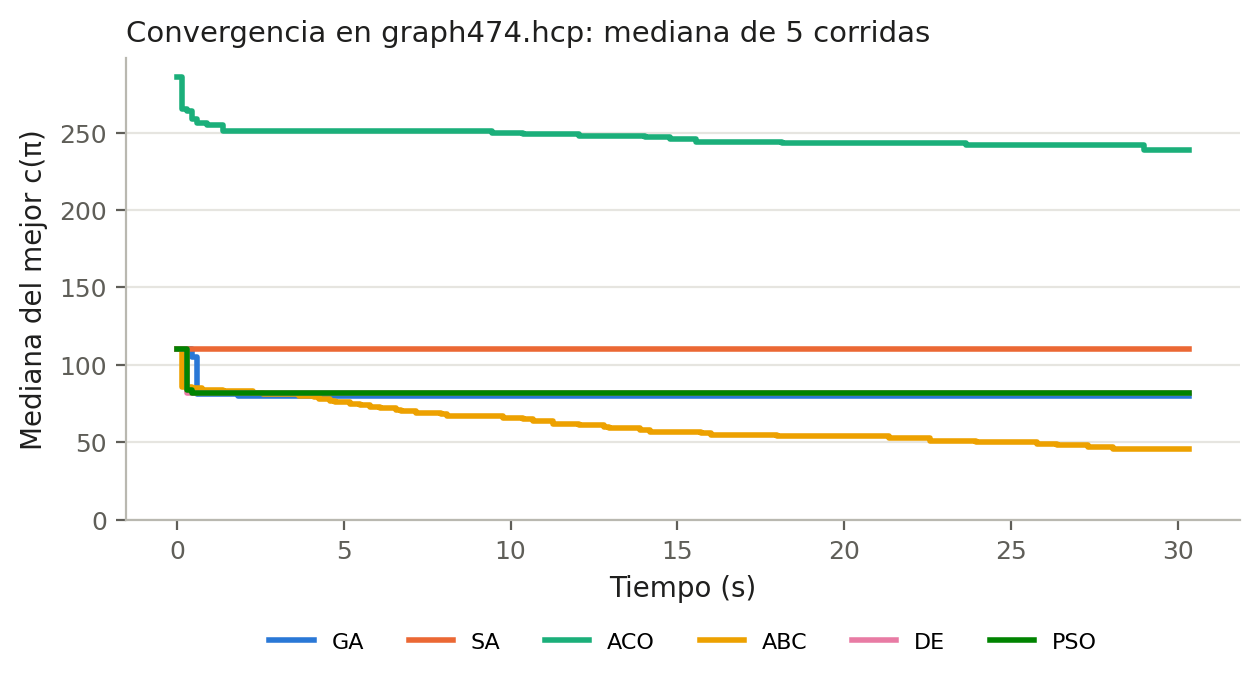 Convergencia en graph474.hcp: mediana de 5 corridas
Mediana del mejor c(π)
250
200
150
100
50
0
0 5 10 15 20 25 30
Tiempo (s)
GA SA ACO ABC DE PSO